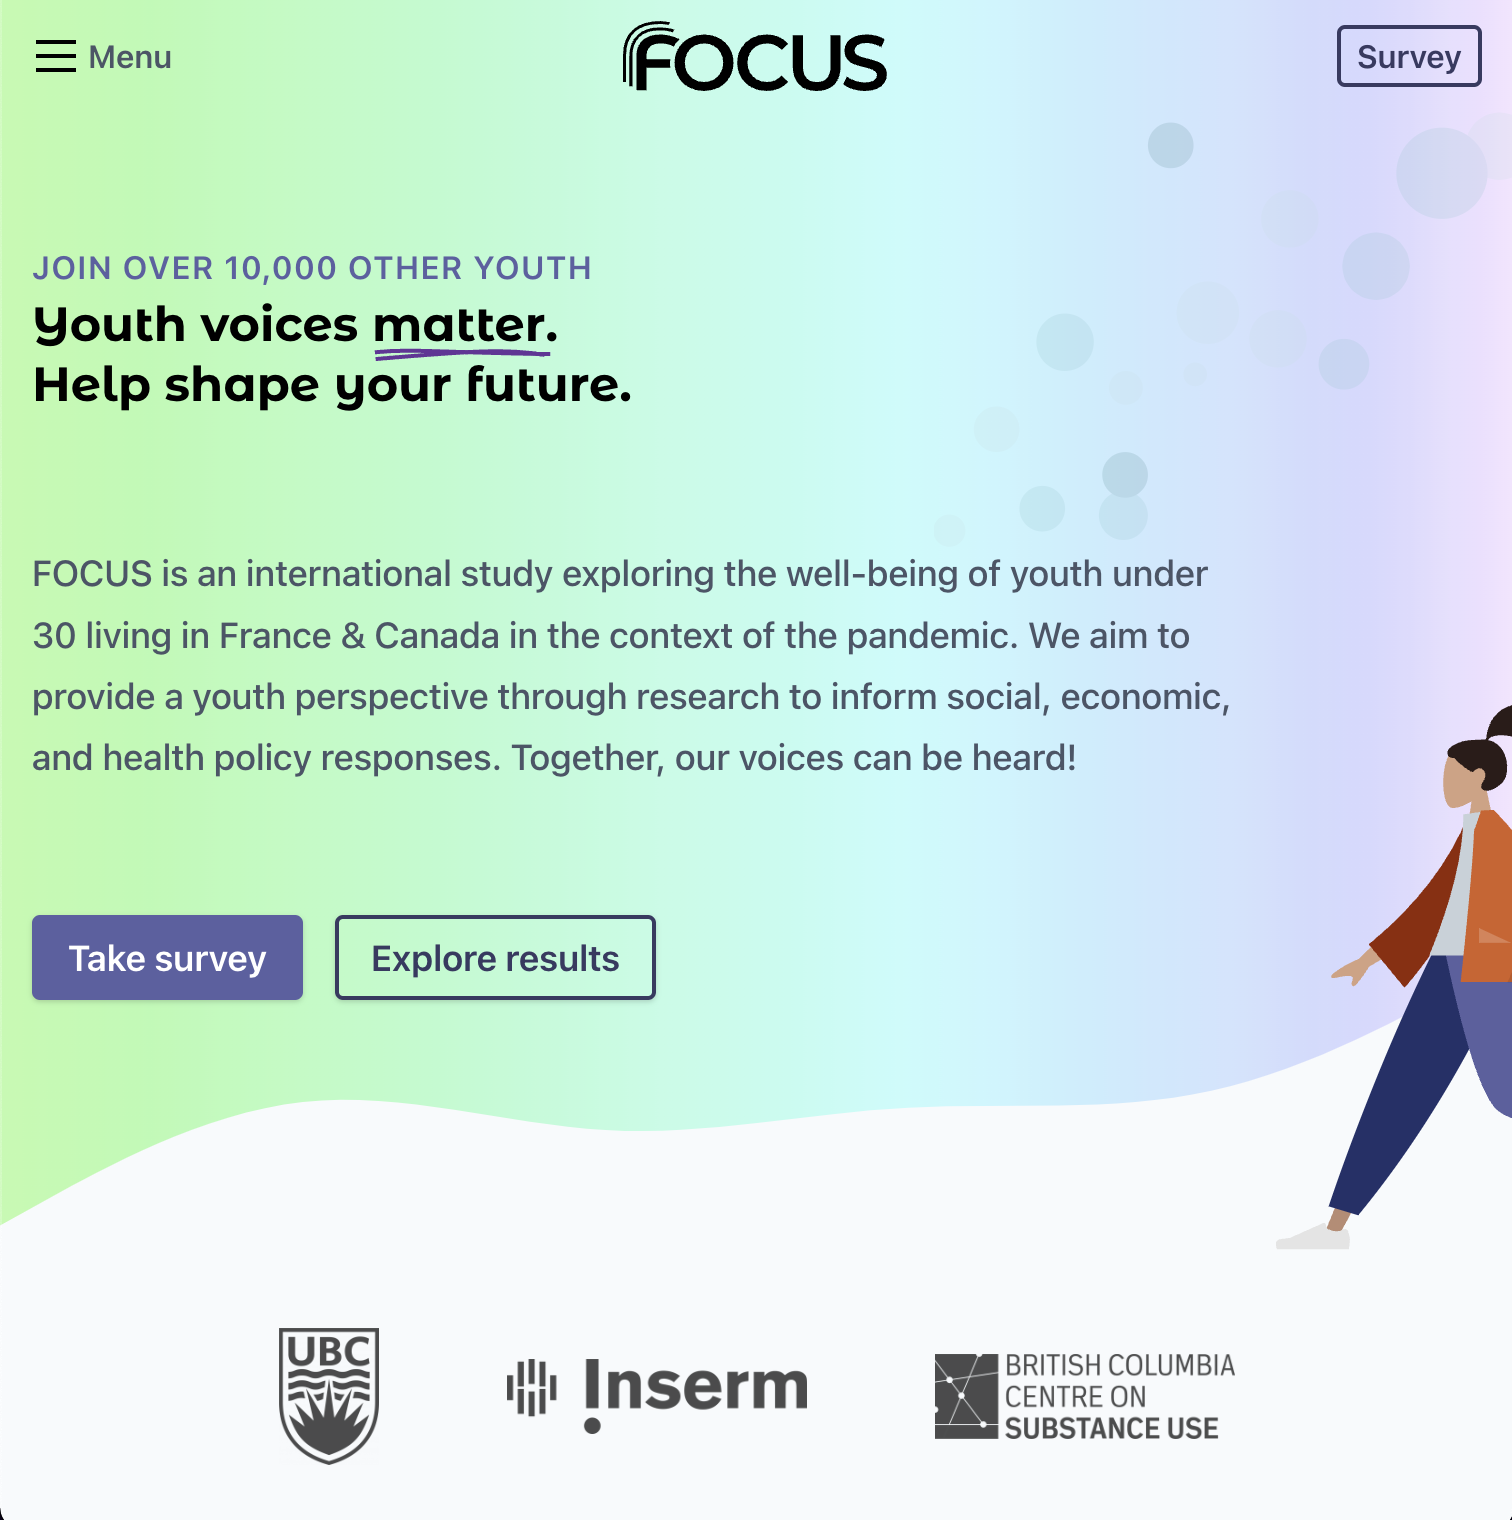 Menu
FOCUS
Survey
JOIN OVER 10,000 OTHER YOUTH
Youth voices matter.
Help shape your future.
FOCUS is an international study exploring the well-being of youth under
30 living in France & Canada in the context of the pandemic. We aim to
provide a youth perspective through research to inform social, economic,
and health policy responses. Together, our voices can be heard!
Take survey
Explore results
UBC
Inserm
BRITISH COLUMBIA
CENTRE ON
SUBSTANCE USE